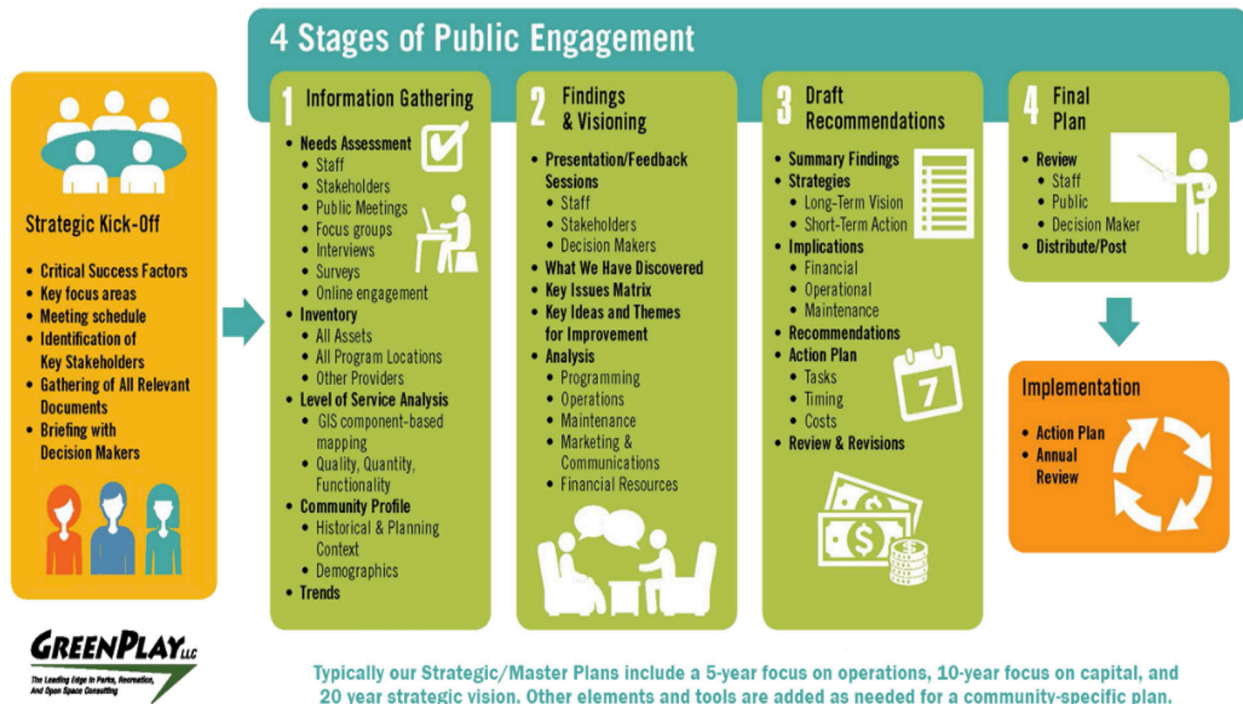 4 Stages of Public Engagement
Strategic Kick-Off
• Critical Success Factors
• Key focus areas
• Meeting schedule
• Identification of
Key Stakeholders
• Gathering of All Relevant
Documents
• Briefing with
Decision Makers
1 Information Gathering
• Needs Assessment
• Staff
• Stakeholders
• Public Meetings
• Focus groups
• Interviews
• Surveys
• Online engagement
• Inventory
• All Assets
• All Program Locations
• Other Providers
• Level of Service Analysis
• GIS component-based
mapping
• Quality, Quantity,
Functionality
• Community Profile
• Historical & Planning
Context
• Demographics
• Trends
2 Findings
& Visioning
• Presentation/Feedback
Sessions
• Staff
• Stakeholders
• Decision Makers
• What We Have Discovered
• Key Issues Matrix
• Key Ideas and Themes
for Improvement
• Analysis
• Programming
• Operations
• Maintenance
• Marketing &
Communications
• Financial Resources
3 Draft
Recommendations
• Summary Findings
• Strategies
• Long-Term Vision
• Short-Term Action
• Implications
• Financial
• Operational
• Maintenance
• Recommendations
• Action Plan
• Tasks
• Timing
• Costs
• Review & Revisions
7
$
$
$
4 Final
Plan
• Review
• Staff
• Public
• Decision Maker
• Distribute/Post
Implementation
• Action Plan
• Annual
Review
GREENPLAY LLC
The Leading Edge In Parks, Recreation,
And Open Space Consulting
Typically our Strategic/Master Plans include a 5-year focus on operations, 10-year focus on capital, and
20 year strategic vision. Other elements and tools are added as needed for a community-specific plan.